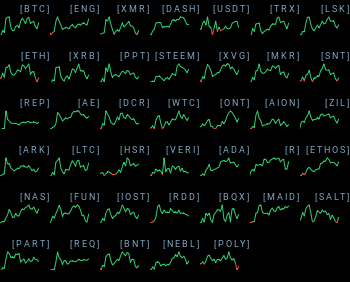 [BTC] [ENG] [XMR] [DASH] [USDT] [TRX] [LSK]
[ETH] [XRB] [PPT] [STEEM] [XVG] [MKR] [SNT]
[REP] [AE] [DCR] [WTC] [ONT] [AION] [ZIL]
[ARK] [LTC] [HSR] [VERI] [ADA] [R] [ETHOS]
[NAS] [FUN] [IOST] [RDD] [BQX] [MAID] [SALT]
[PART] [REQ] [BNT] [NEBL] [POLY]